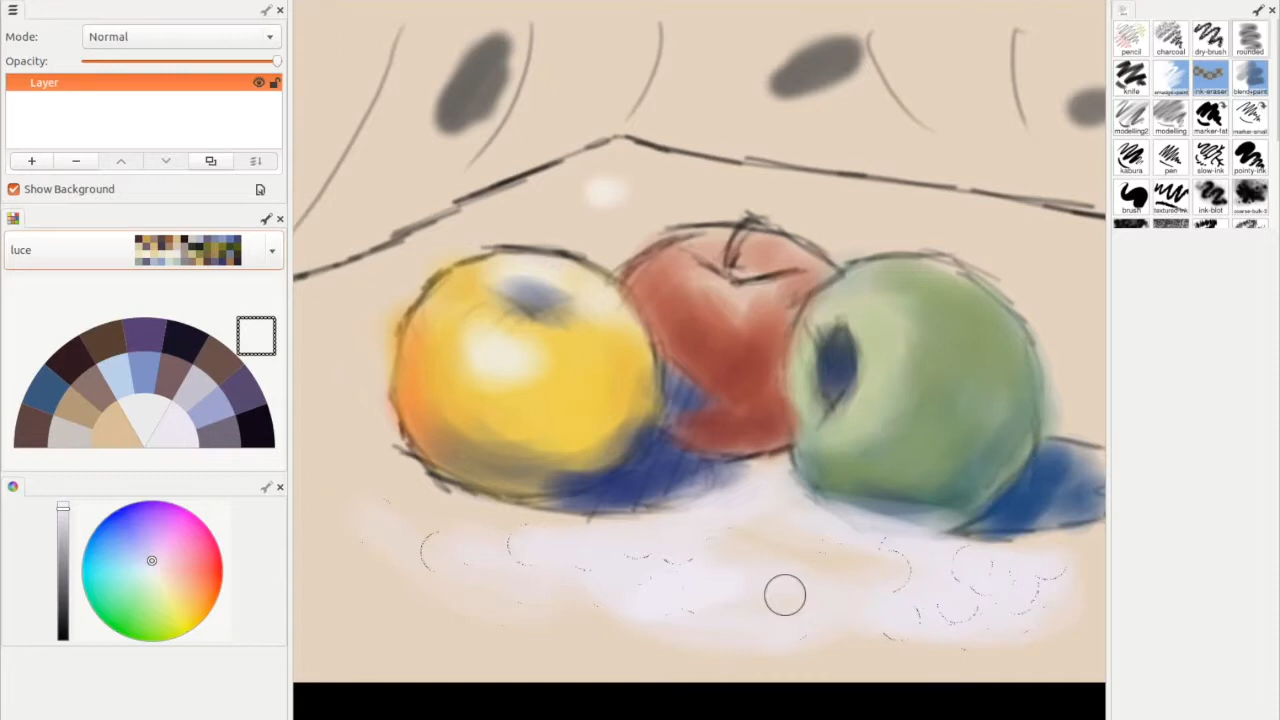 Mode: Normal
Opacity:
Layer
Show Background
luce
pencil charcoal dry-brush rounded
knife smudge+paint ink-eraser blend+paint
modelling2 modelling marker-fat marker-small
kabura pen slow-ink pointy-ink
brush textured-ink ink-blot coarse-bulk-3